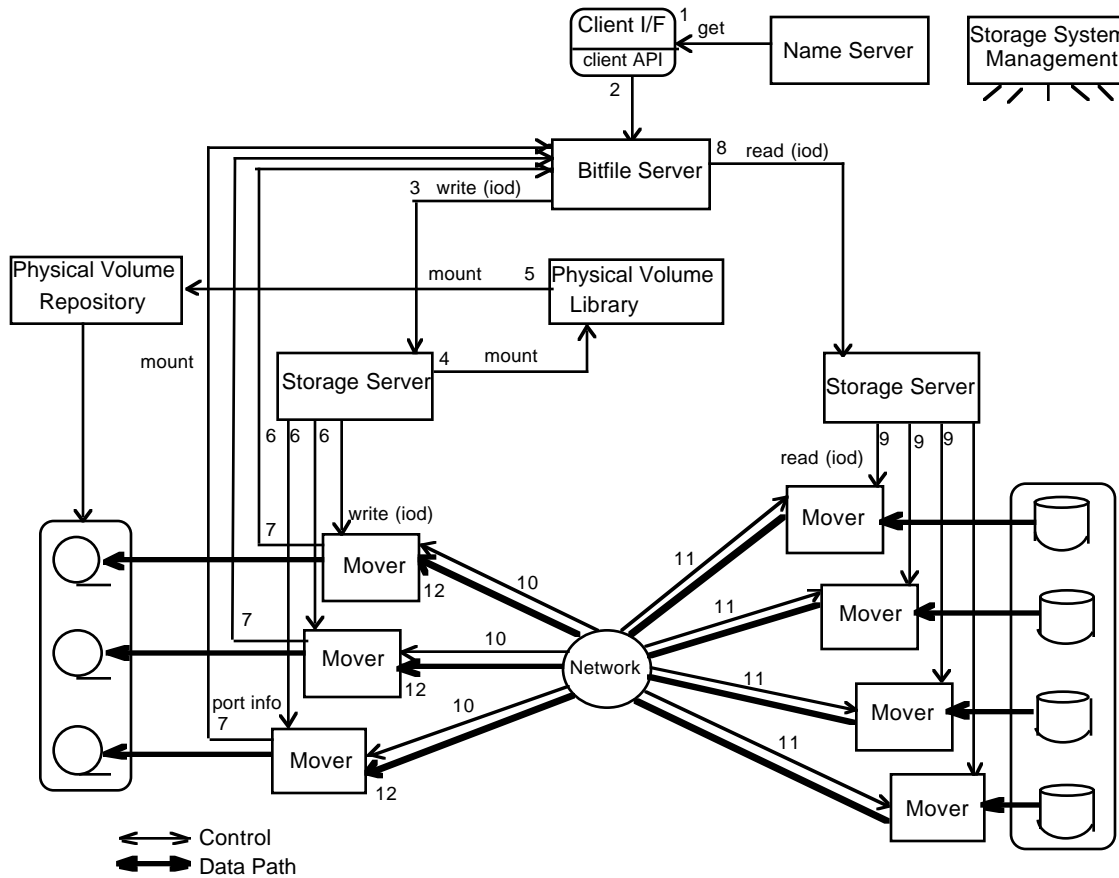 Client I/F
1
get
client API
Name Server
Storage System
Management
2
Bitfile Server
8
read (iod)
3 write (iod)
Physical Volume
Repository
mount
5
Physical Volume
Library
mount
4
mount
Storage Server
Storage Server
6
6
6
9
9
9
read (iod)
write (iod)
7
Mover
Mover
10
12
11
7
Mover
10
12
11
Mover
Network
port info
7
Mover
10
12
11
Mover
11
Mover
Control
Data Path